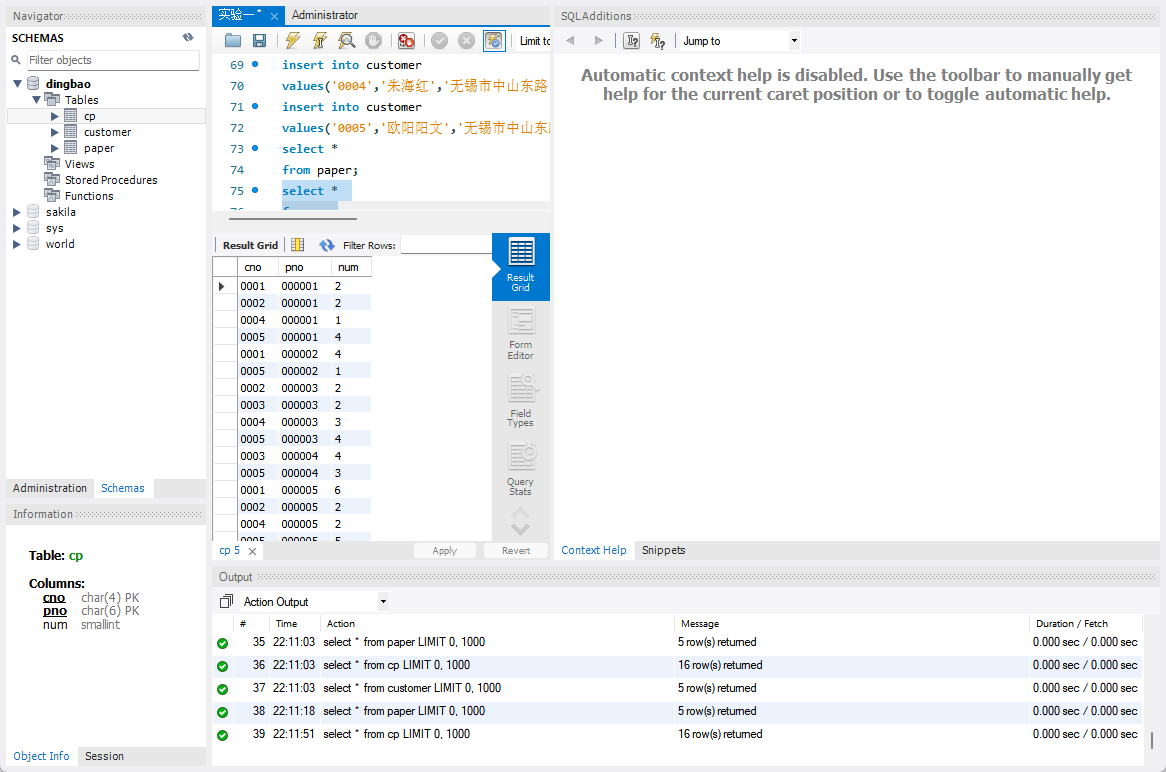 Navigator
SCHEMAS
Filter objects
dingbao
Tables
cp
customer
paper
Views
Stored Procedures
Functions
sakila
sys
world
Administration Schemas
Information
Table: cp
Columns:
cno char(4) PK
pno char(6) PK
num smallint
Object Info Session
实验一* × Administrator
Limit to
69 insert into customer
70 values('0004','朱海红','无锡市中山东路
71 insert into customer
72 values('0005','欧阳阳文','无锡市中山东
73 select *
74 from paper;
75 select *
Result Grid Filter Rows:
cno pno num
0001 000001 2
0002 000001 2
0004 000001 1
0005 000001 4
0001 000002 4
0005 000002 1
0002 000003 2
0003 000003 2
0004 000003 3
0005 000003 4
0003 000004 4
0005 000004 3
0001 000005 6
0002 000005 2
0004 000005 2
0005 000005 5
Result
Grid
Form
Editor
Field
Types
Query
Stats
cp 5 × Apply Revert
SQLAdditions
Jump to
Automatic context help is disabled. Use the toolbar to manually get
help for the current caret position or to toggle automatic help.
Context Help Snippets
Output
Action Output
# Time Action Message Duration / Fetch
35 22:11:03 select * from paper LIMIT 0, 1000 5 row(s) returned 0.000 sec / 0.000 sec
36 22:11:03 select * from cp LIMIT 0, 1000 16 row(s) returned 0.000 sec / 0.000 sec
37 22:11:03 select * from customer LIMIT 0, 1000 5 row(s) returned 0.000 sec / 0.000 sec
38 22:11:18 select * from paper LIMIT 0, 1000 5 row(s) returned 0.000 sec / 0.000 sec
39 22:11:51 select * from cp LIMIT 0, 1000 16 row(s) returned 0.000 sec / 0.000 sec